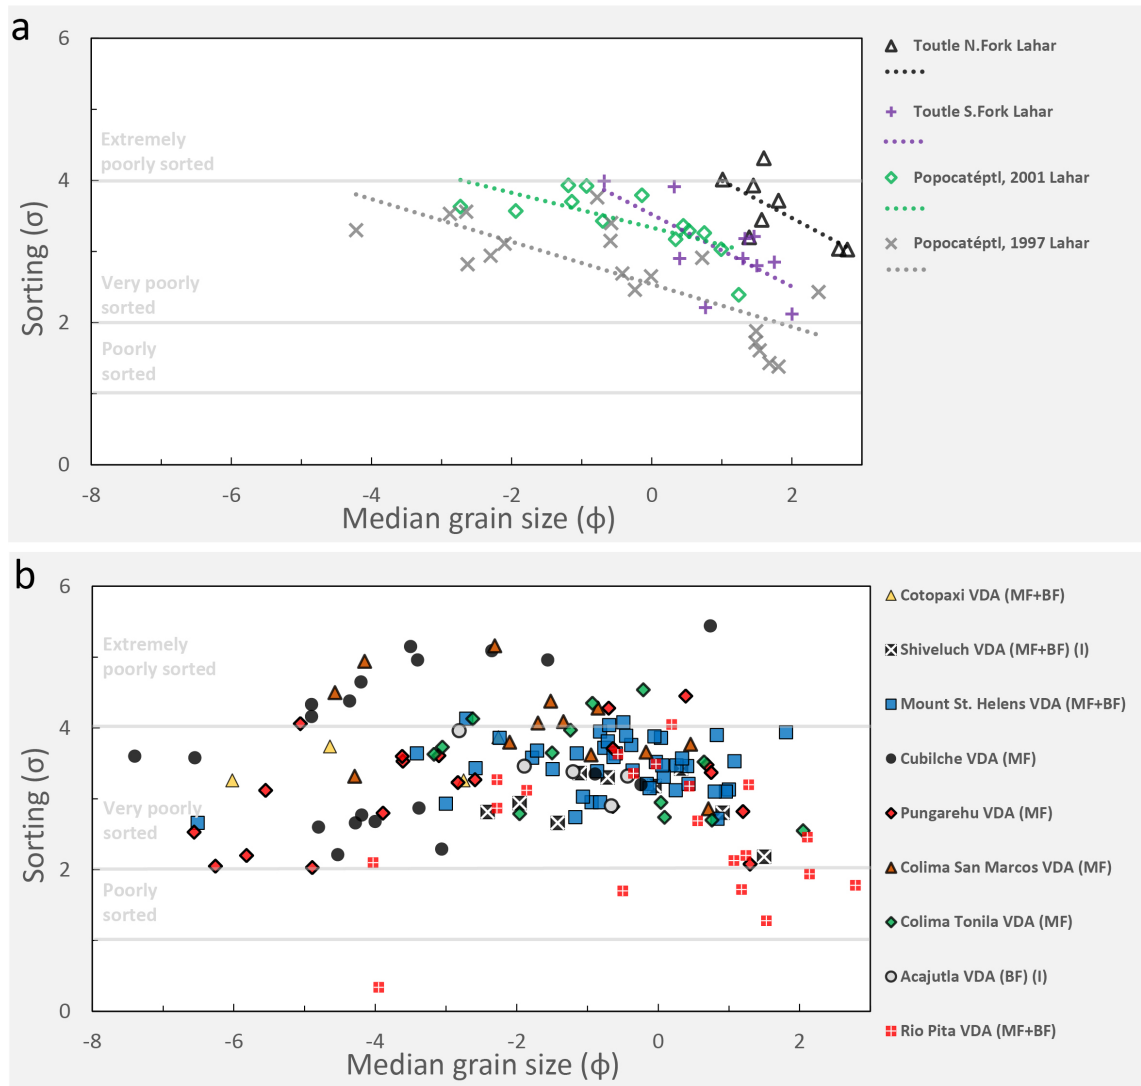 a
6
4
2
0
Sorting (σ)
Extremely
poorly sorted
Very poorly
sorted
Poorly
sorted
-8
-6
-4
-2
0
2
Median grain size (ϕ)
Toutle N.Fork Lahar
Toutle S.Fork Lahar
Popocatéptl, 2001 Lahar
Popocatéptl, 1997 Lahar
b
6
4
2
0
Sorting (σ)
Extremely
poorly sorted
Very poorly
sorted
Poorly
sorted
-8
-6
-4
-2
0
2
Median grain size (ϕ)
Cotopaxi VDA (MF+BF)
Shiveluch VDA (MF+BF) (I)
Mount St. Helens VDA (MF+BF)
Cubilche VDA (MF)
Pungarehu VDA (MF)
Colima San Marcos VDA (MF)
Colima Tonila VDA (MF)
Acajutla VDA (BF) (I)
Rio Pita VDA (MF+BF)